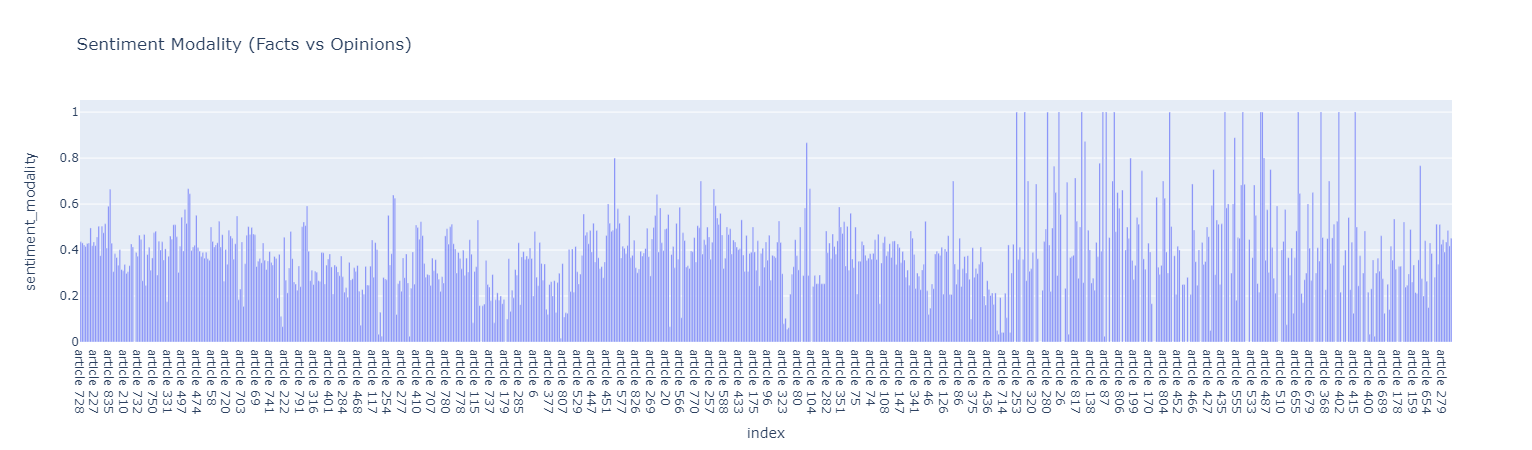 Sentiment Modality (Facts vs Opinions)
sentiment_modality
1
0.8
0.6
0.4
0.2
0
article 728
article 227
article 835
article 210
article 732
article 750
article 331
article 497
article 474
article 58
article 720
article 703
article 69
article 741
article 222
article 791
article 316
article 401
article 284
article 468
article 117
article 254
article 277
article 410
article 707
article 780
article 778
article 115
article 737
article 179
article 285
article 6
article 377
article 807
article 529
article 447
article 451
article 577
article 826
article 269
article 20
article 566
article 680
article 257
article 588
article 433
article 175
article 96
article 323
article 80
article 104
article 282
article 351
article 75
article 74
article 108
article 147
article 341
article 46
article 126
article 86
article 375
article 436
article 714
article 253
article 320
article 280
article 26
article 817
article 138
article 87
article 806
article 199
article 170
article 804
article 452
article 466
article 427
article 435
article 555
article 533
article 487
article 510
article 655
article 679
article 368
article 402
article 415
article 400
article 689
article 178
article 159
article 654
article 279
index